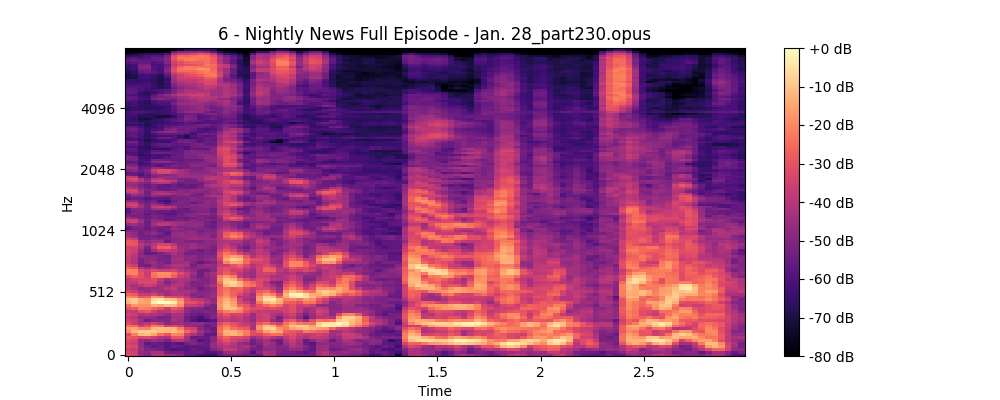 6 - Nightly News Full Episode - Jan. 28_part230.opus
Hz
4096
2048
1024
512
0
0
0.5
1
1.5
2
2.5
Time
+0 dB
-10 dB
-20 dB
-30 dB
-40 dB
-50 dB
-60 dB
-70 dB
-80 dB